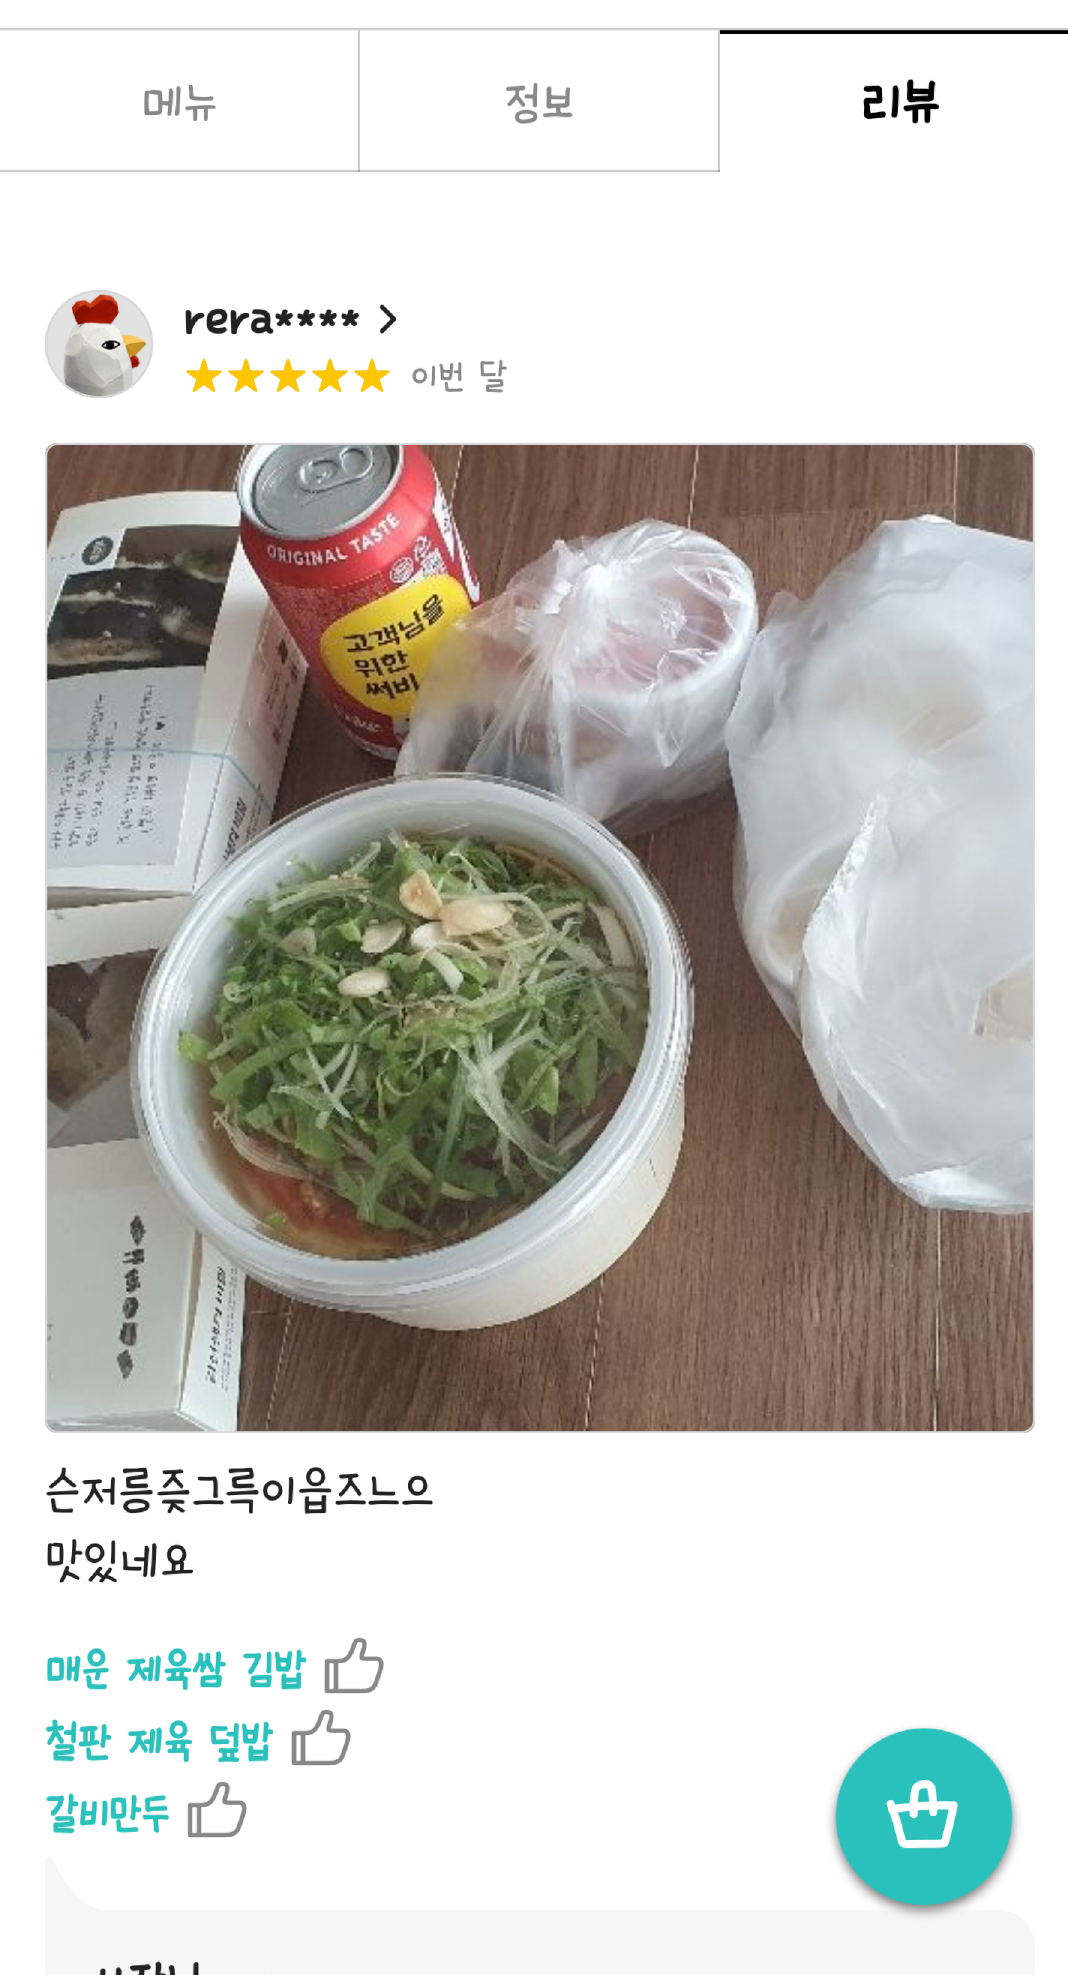 메뉴
정보
리뷰
rera**** >
이번 달
ORIGINAL TASTE
고객님을
위한
써비
슨저릉즞그륵이읍즈느으
맛있네요
매운 제육쌈 김밥
철판 제육 덮밥
갈비만두